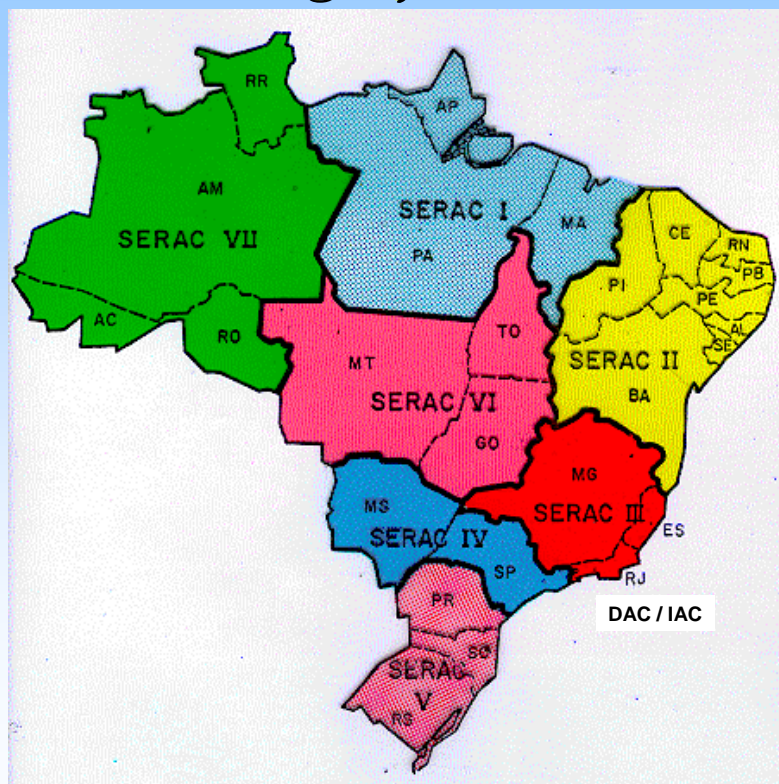 RR
AP
AM
SERAC VII
SERAC I
PA
MA
CE
RN
PB
PI
PE
AL
SE
AC
RO
TO
MT
SERAC II
BA
SERAC VI
GO
MG
SERAC III
ES
MS
SERAC IV
SP
RJ
PR
DAC / IAC
SC
SERAC
V
RS